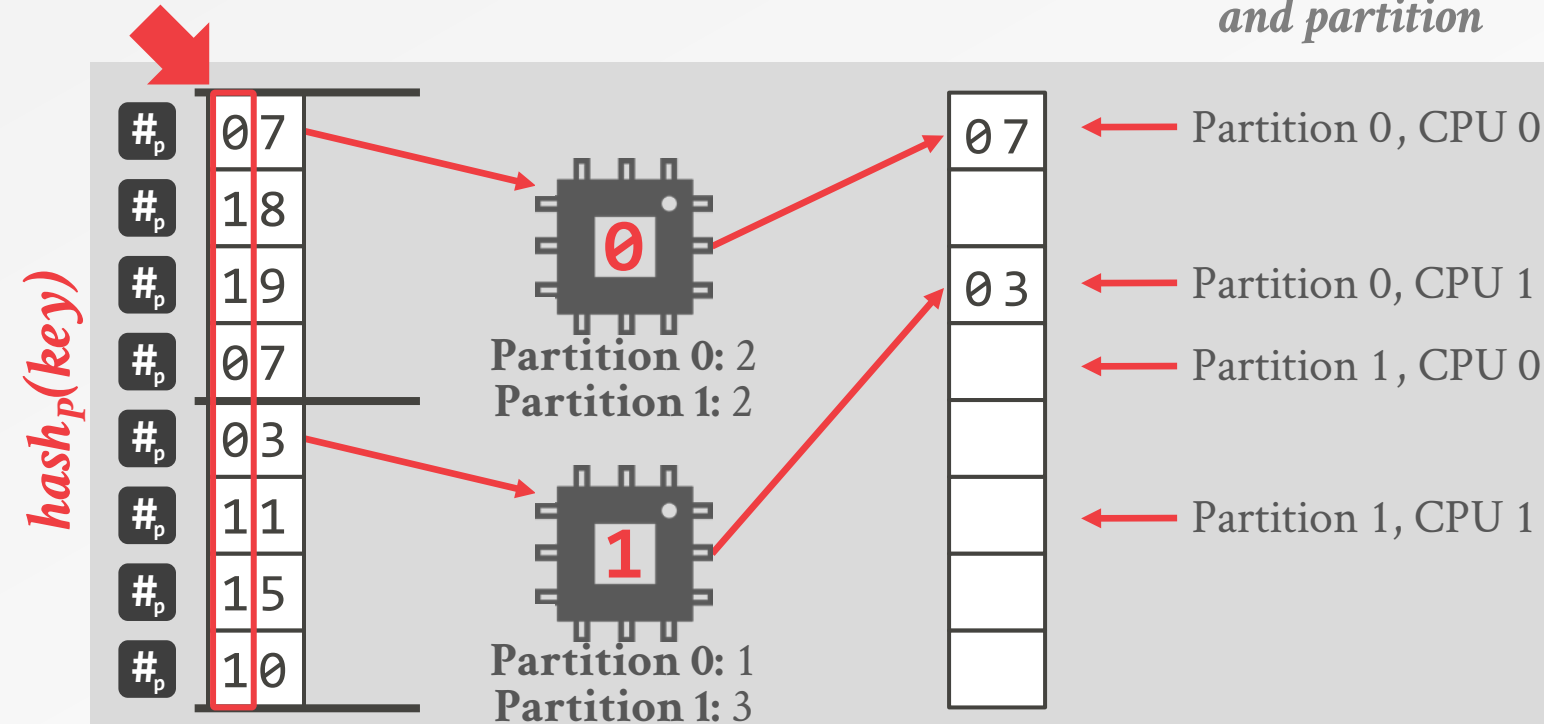 and partition
hashₚ(key)
#ₚ 07
#ₚ 18
#ₚ 19
#ₚ 07
#ₚ 03
#ₚ 11
#ₚ 15
#ₚ 10
0
Partition 0: 2
Partition 1: 2
1
Partition 0: 1
Partition 1: 3
07
03
Partition 0, CPU 0
Partition 0, CPU 1
Partition 1, CPU 0
Partition 1, CPU 1